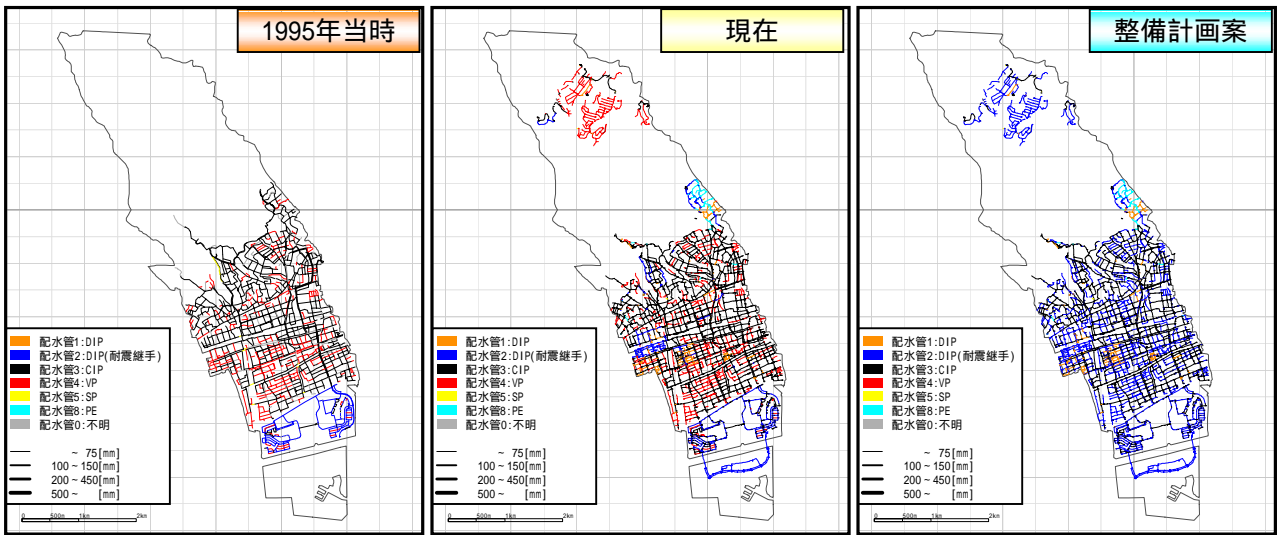 1995年当時
配水管1:DIP
配水管2:DIP(耐震継手)
配水管3:CIP
配水管4:VP
配水管5:SP
配水管8:PE
配水管0:不明
~ 75[mm]
100~150[mm]
200~450[mm]
500~ [mm]
0 500m 1km 2km
現在
配水管1:DIP
配水管2:DIP(耐震継手)
配水管3:CIP
配水管4:VP
配水管5:SP
配水管8:PE
配水管0:不明
~ 75[mm]
100~150[mm]
200~450[mm]
500~ [mm]
0 500m 1km 2km
整備計画案
配水管1:DIP
配水管2:DIP(耐震継手)
配水管3:CIP
配水管4:VP
配水管5:SP
配水管8:PE
配水管0:不明
~ 75[mm]
100~150[mm]
200~450[mm]
500~ [mm]
0 500m 1km 2km